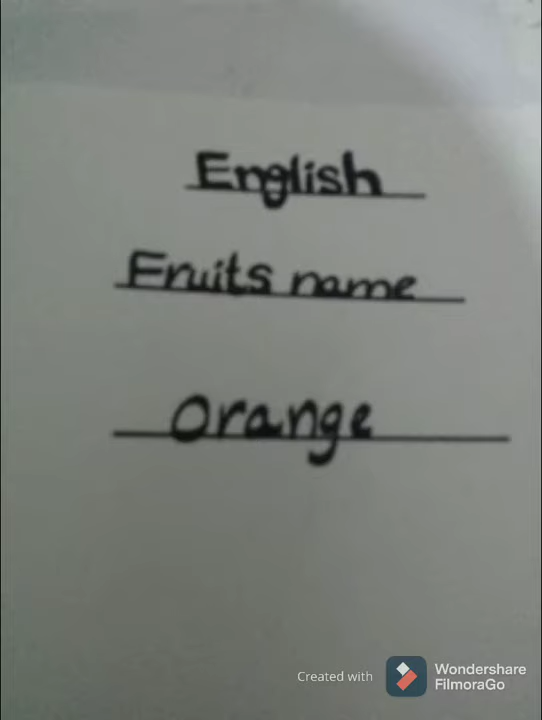 English
Fruits name
Orange
Created with Wondershare
FilmoraGo